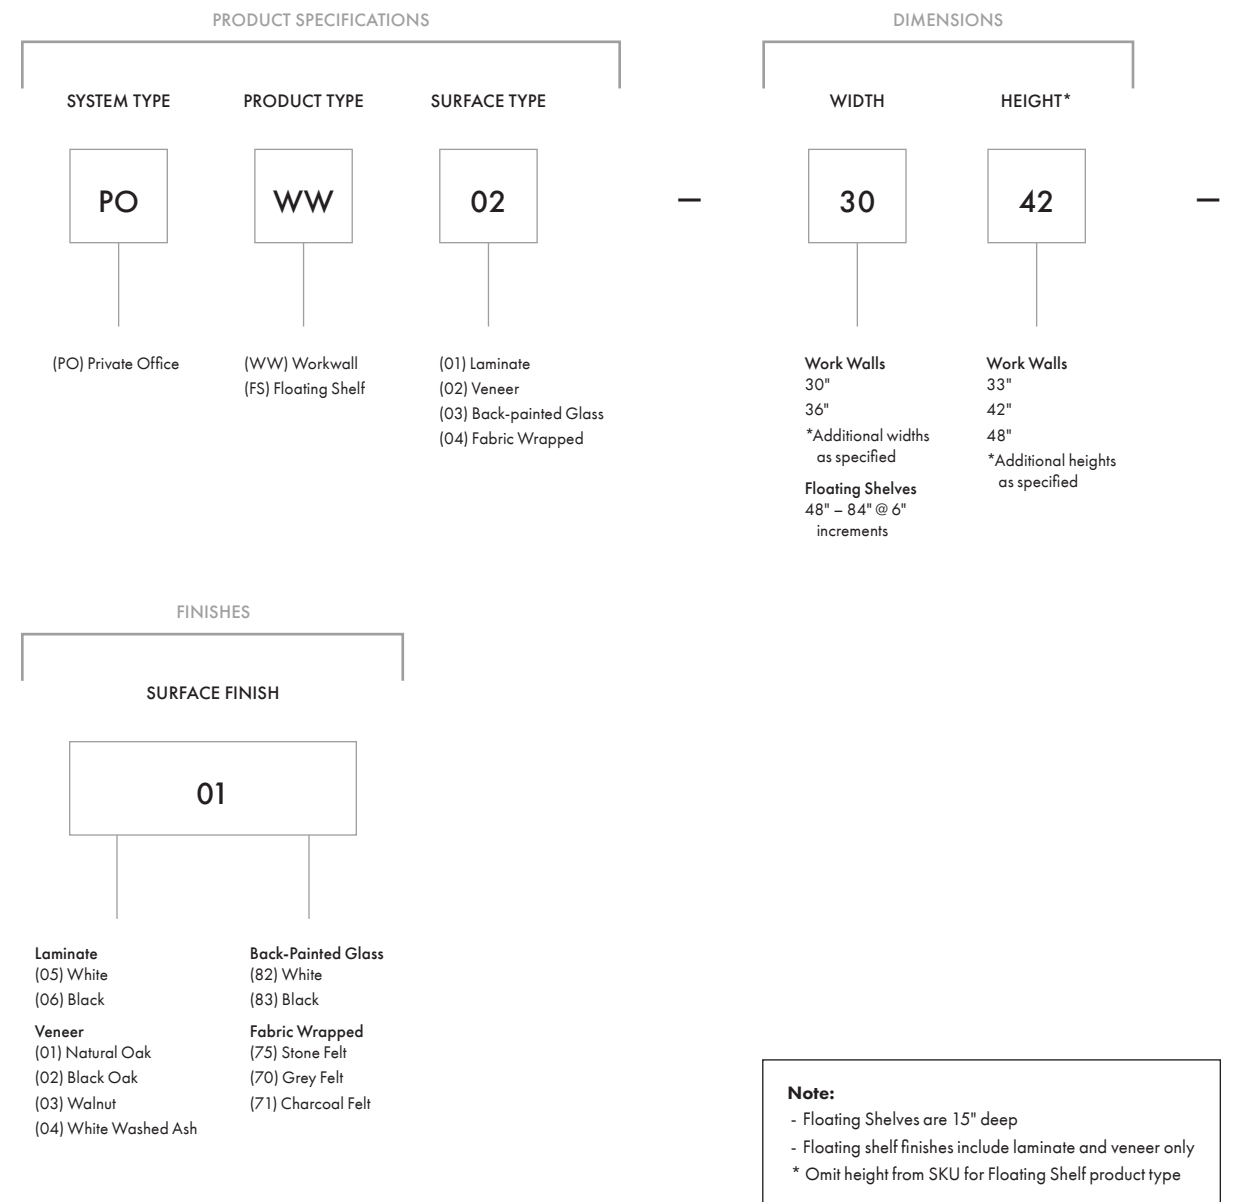 PRODUCT SPECIFICATIONS
SYSTEM TYPE
PRODUCT TYPE
SURFACE TYPE
PO
WW
02
–
(PO) Private Office
(WW) Workwall
(FS) Floating Shelf
(01) Laminate
(02) Veneer
(03) Back-painted Glass
(04) Fabric Wrapped
DIMENSIONS
WIDTH
HEIGHT*
30
42
–
Work Walls
30"
36"
*Additional widths
as specified
Floating Shelves
48" – 84" @ 6"
increments
Work Walls
33"
42"
48"
*Additional heights
as specified
FINISHES
SURFACE FINISH
01
Laminate
(05) White
(06) Black
Veneer
(01) Natural Oak
(02) Black Oak
(03) Walnut
(04) White Washed Ash
Back-Painted Glass
(82) White
(83) Black
Fabric Wrapped
(75) Stone Felt
(70) Grey Felt
(71) Charcoal Felt
Note:
- Floating Shelves are 15" deep
- Floating shelf finishes include laminate and veneer only
* Omit height from SKU for Floating Shelf product type